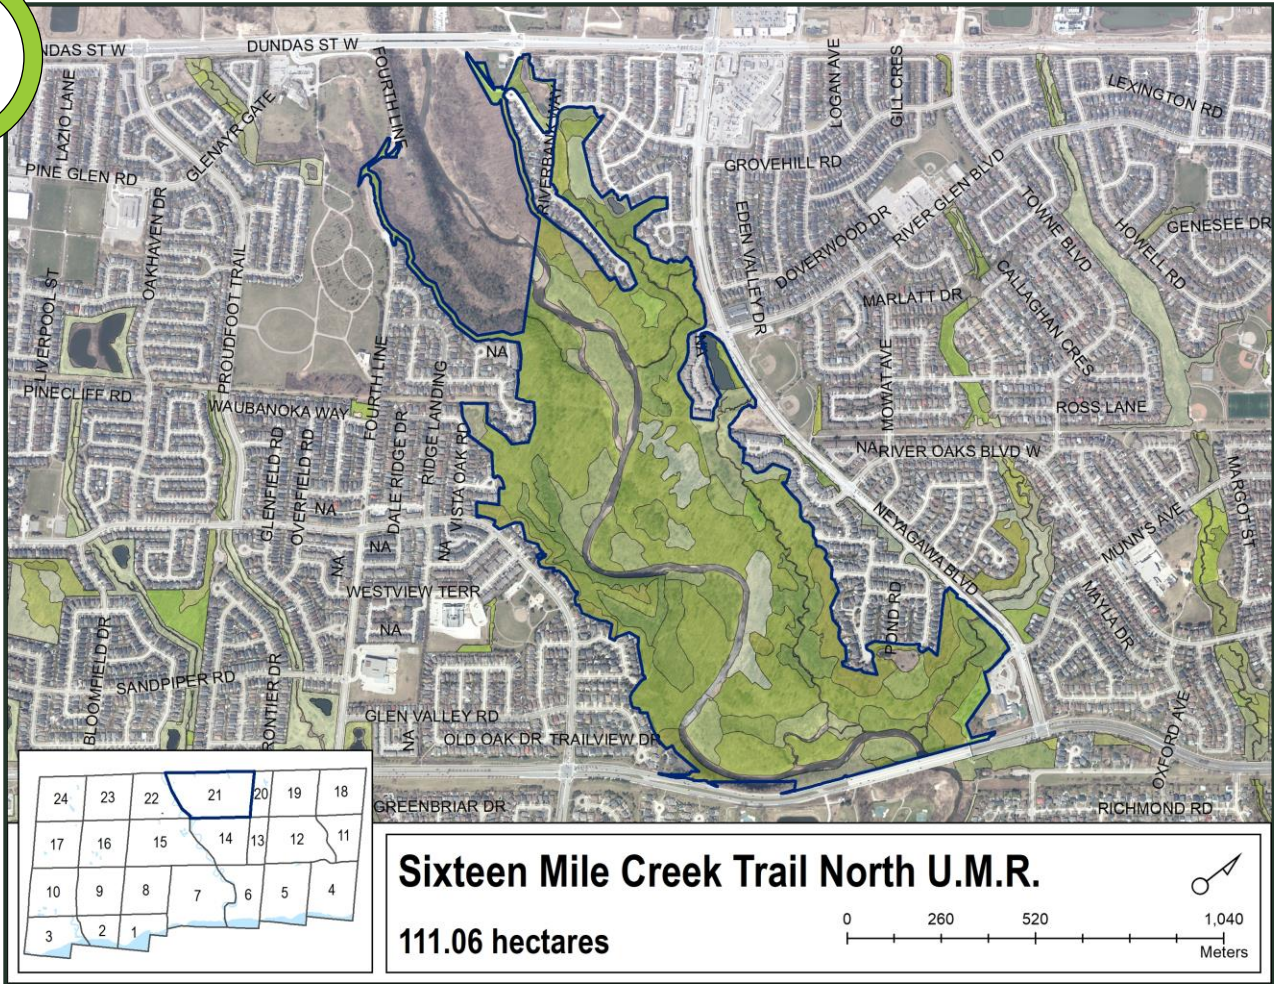 NDAS ST W
DUNDAS ST W
FOURTH LINE
LAZIO LANE
GLENAYR GATE
PINE GLEN RD
OAKHAVEN DR
PROUDFOOT TRAIL
LIVERPOOL ST
PINECLIFF RD
WAUBANOKA WAY
FOURTH LINE
GLENFIELD RD
OVERFIELD RD
DALE RIDGE DR
RIDGE LANDING
VISTA OAK RD
NA
NA
NA
NA
NA
NA
NA
WESTVIEW TERR
BLOOMFIELD DR
SANDPIPER RD
RONTIER DR
GLEN VALLEY RD
OLD OAK DR
TRAILVIEW DR
GREENBRIAR DR
RIVERBANK WAY
LOGAN AVE
GILL CRES
LEXINGTON RD
GROVEHILL RD
EDEN VALLEY DR
DOVERWOOD DR
RIVER GLEN BLVD
TOWNE BLVD
HOWELL RD
GENESEE DR
MARLATT DR
CALLAGHAN CRES
MOWAT AVE
ROSS LANE
NA
NA
RIVER OAKS BLVD W
MARGOT ST
NEYAGAWA BLVD
MUNN'S AVE
MAYLA DR
POND RD
OXFORD AVE
RICHMOND RD
24
23
22
21
20
19
18
17
16
15
14
13
12
11
10
9
8
7
6
5
4
3
2
1
Sixteen Mile Creek Trail North U.M.R.
111.06 hectares
0
260
520
1,040
Meters